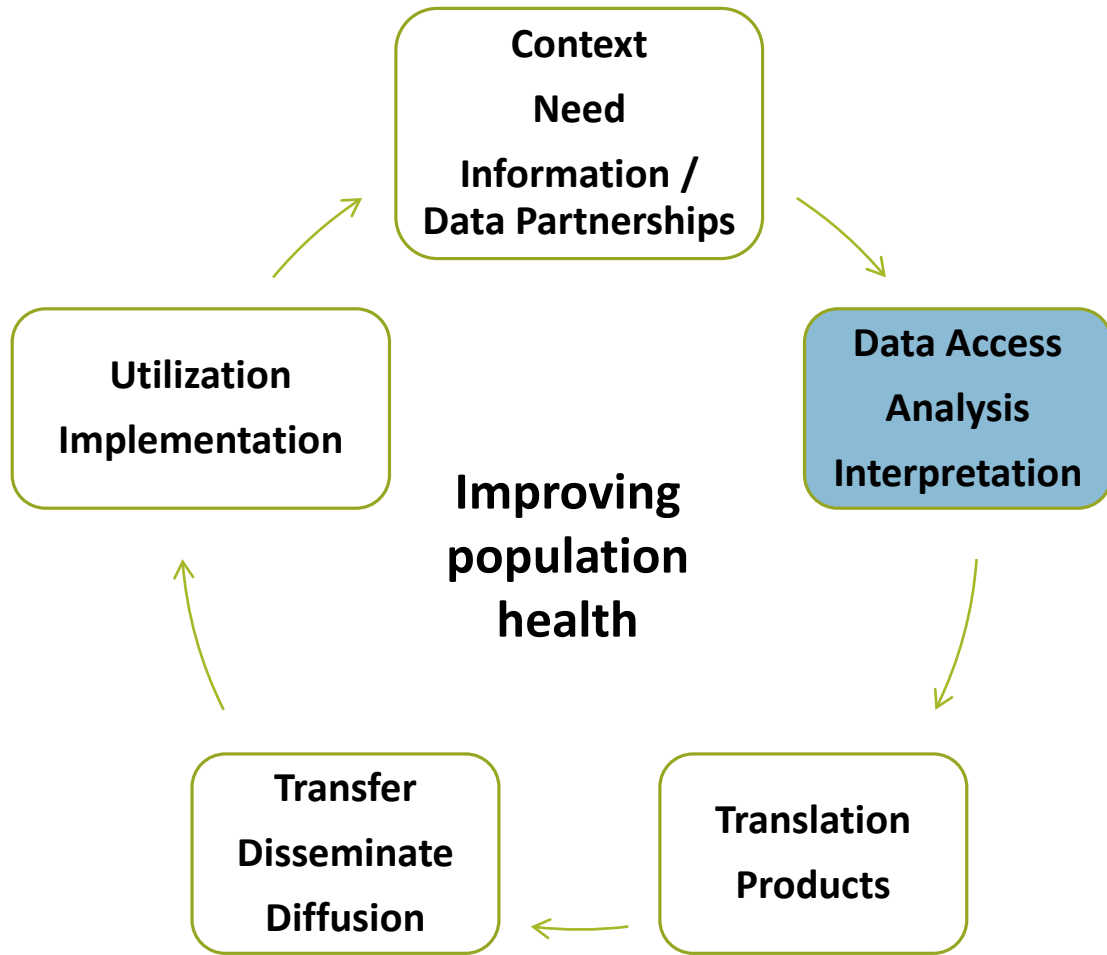 Context
Need
Information /
Data Partnerships
Data Access
Analysis
Interpretation
Utilization
Implementation
Improving
population
health
Translation
Products
Transfer
Disseminate
Diffusion